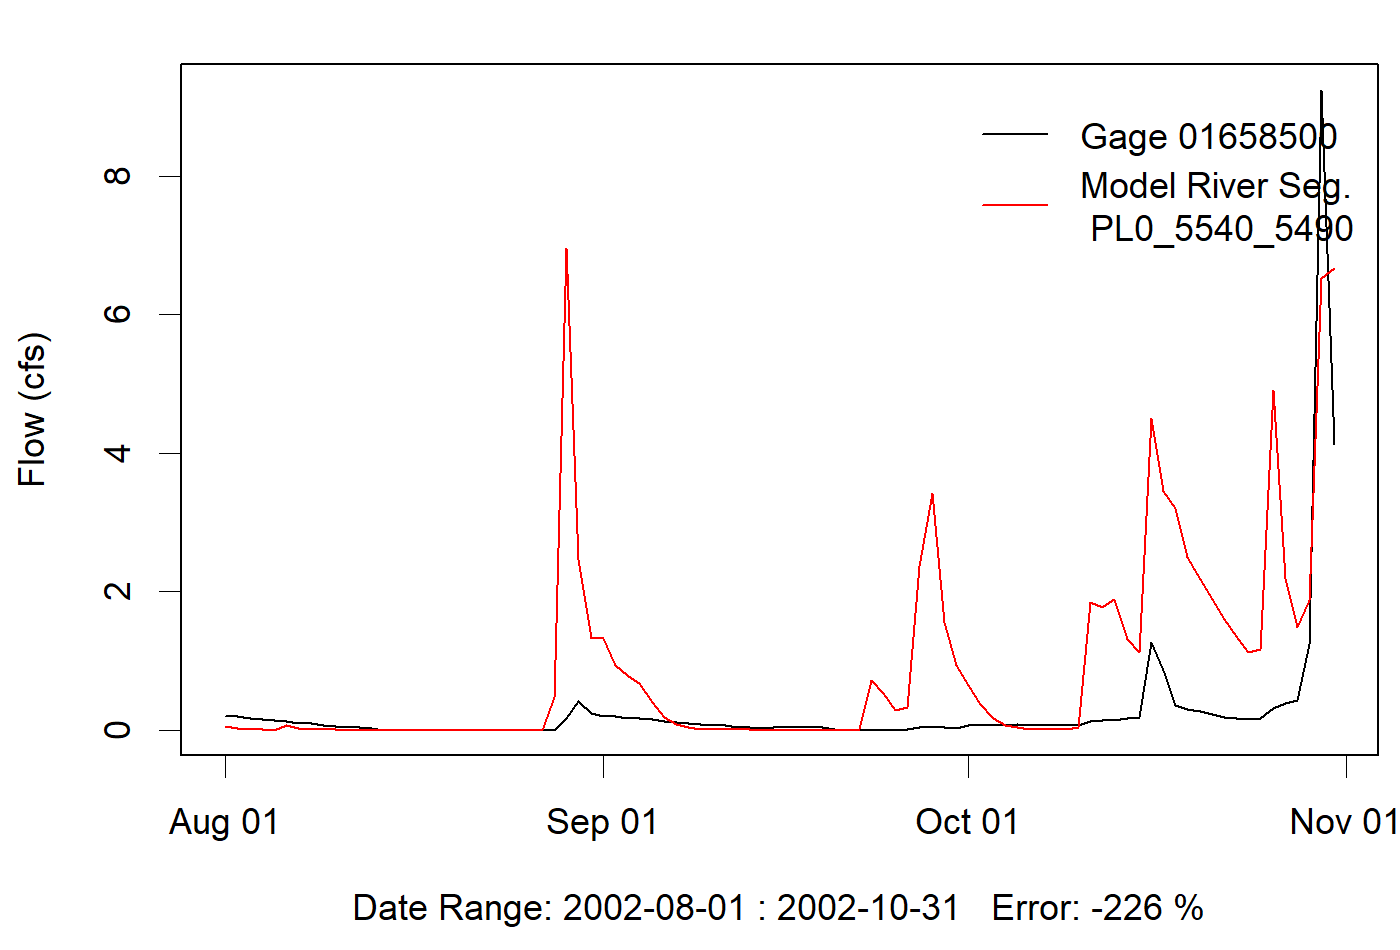 Gage 01658500
Model River Seg.
PL0_5540_5490
Flow (cfs)
8
6
4
2
0
Aug 01 Sep 01 Oct 01 Nov 01
Date Range: 2002-08-01 : 2002-10-31 Error: -226 %